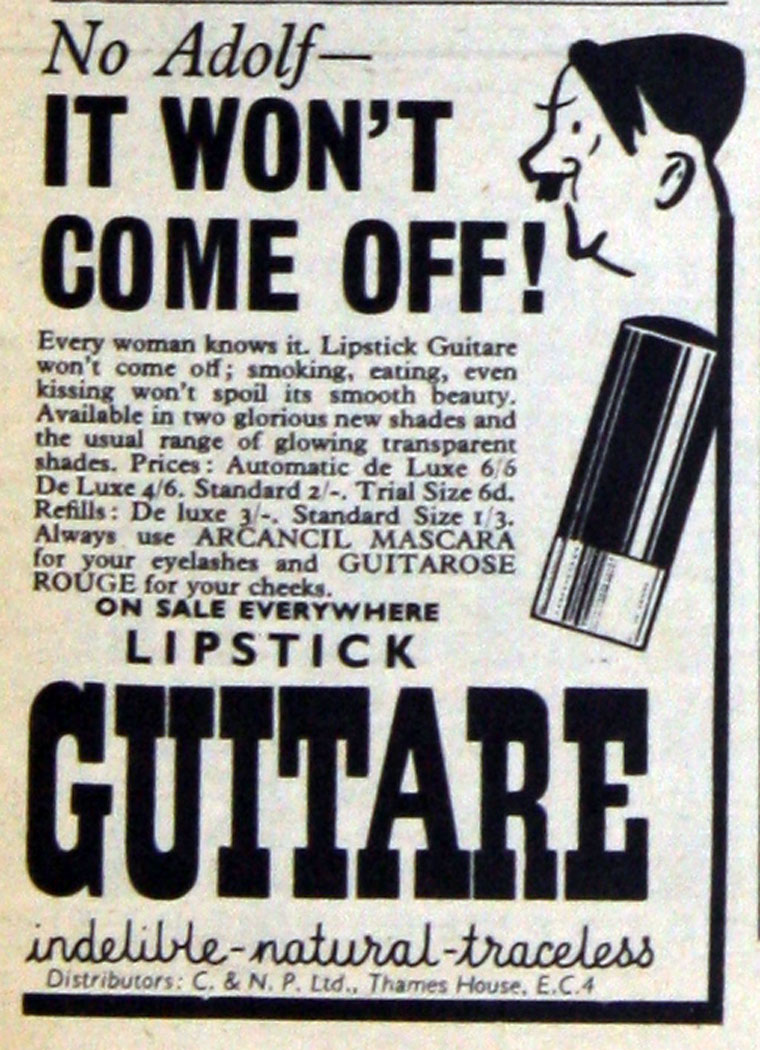 No Adolf—
IT WON'T
COME OFF!
Every woman knows it. Lipstick Guitare
won't come off; smoking, eating, even
kissing won't spoil its smooth beauty.
Available in two glorious new shades and
the usual range of glowing transparent
shades. Prices: Automatic de Luxe 6/6
De Luxe 4/6. Standard 2/-. Trial Size 6d.
Refills: De luxe 3/-. Standard Size 1/3.
Always use ARCANCIL MASCARA
for your eyelashes and GUITAROSE
ROUGE for your cheeks.
ON SALE EVERYWHERE
LIPSTICK
GUITARE
indelible-natural-traceless
Distributors: C. & N. P. Ltd., Thames House, E.C.4